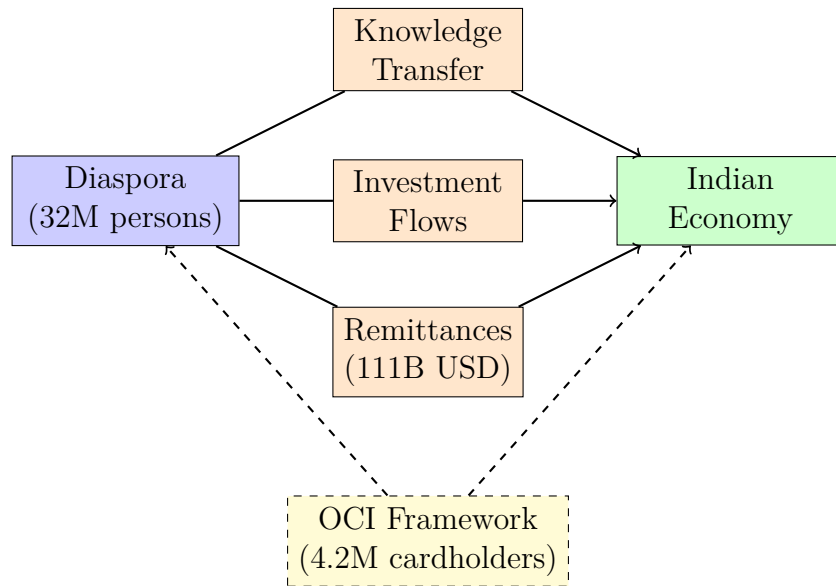 Knowledge
Transfer
Diaspora
(32M persons)
Investment
Flows
Indian
Economy
Remittances
(111B USD)
OCI Framework
(4.2M cardholders)